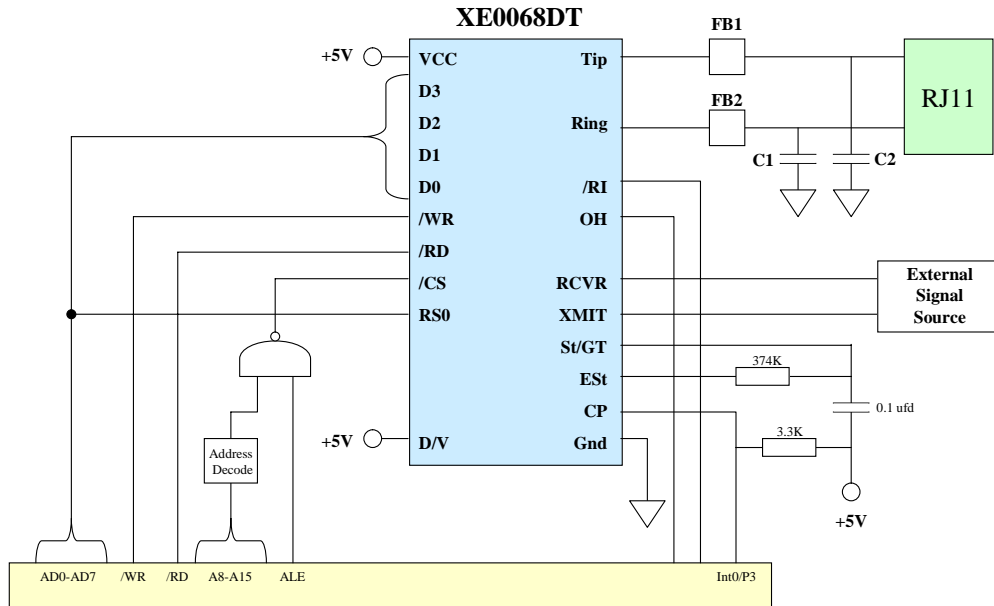 XE0068DT
FB1
+5V
VCC
Tip
D3
RJ11
FB2
D2
Ring
D1
C1
C2
D0
/RI
/WR
OH
/RD
/CS
RCVR
External
Signal
Source
RS0
XMIT
St/GT
374K
ESt
0.1 ufd
CP
3.3K
+5V
D/V
Gnd
Address
Decode
+5V
AD0-AD7
/WR
/RD
A8-A15
ALE
Int0/P3